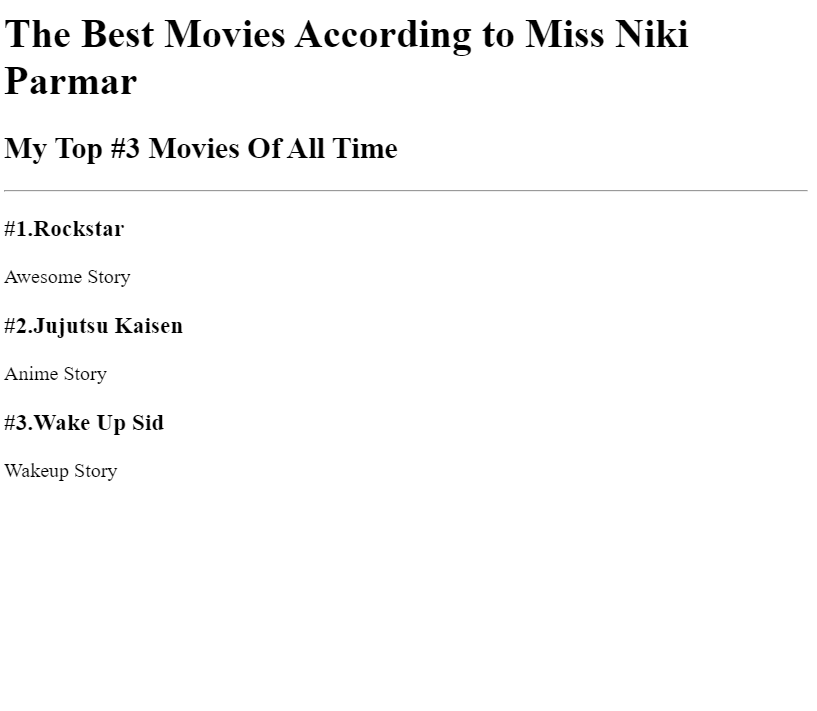 The Best Movies According to Miss Niki
Parmar
My Top #3 Movies Of All Time
#1.Rockstar
Awesome Story
#2.Jujutsu Kaisen
Anime Story
#3.Wake Up Sid
Wakeup Story